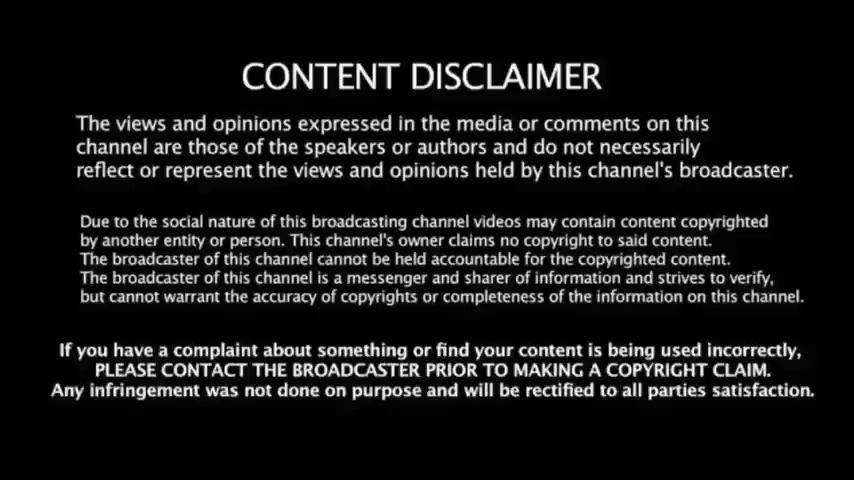 CONTENT DISCLAIMER
The views and opinions expressed in the media or comments on this
channel are those of the speakers or authors and do not necessarily
reflect or represent the views and opinions held by this channel's broadcaster.
Due to the social nature of this broadcasting channel videos may contain content copyrighted
by another entity or person. This channel's owner claims no copyright to said content.
The broadcaster of this channel cannot be held accountable for the copyrighted content.
The broadcaster of this channel is a messenger and sharer of information and strives to verify,
but cannot warrant the accuracy of copyrights or completeness of the information on this channel.
If you have a complaint about something or find your content is being used incorrectly,
PLEASE CONTACT THE BROADCASTER PRIOR TO MAKING A COPYRIGHT CLAIM.
Any infringement was not done on purpose and will be rectified to all parties satisfaction.